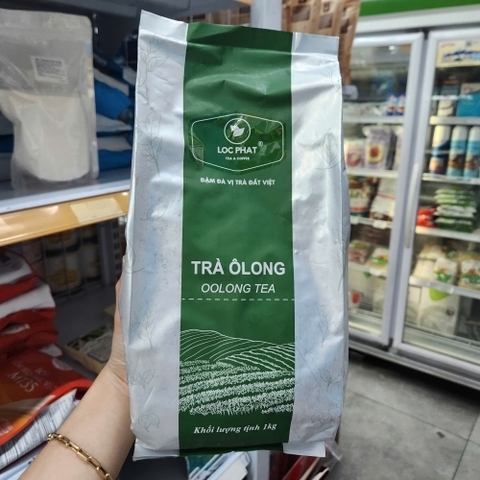 LOC PHAT®
TEA & COFFEE
ĐẬM ĐÀ VỊ TRÀ ĐẤT VIỆT
TRÀ ÔLONG
OOLONG TEA
Khối lượng tịnh 1kg